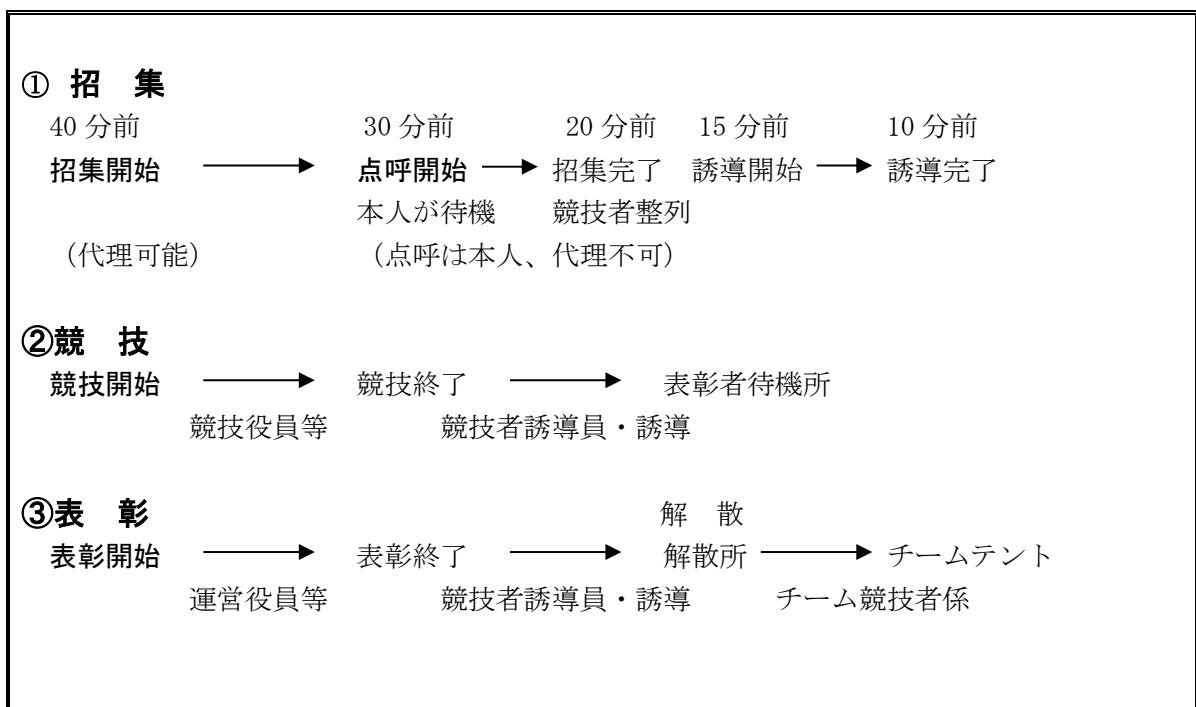 ① 招　集
40 分前　30 分前　20 分前　15 分前　10 分前
招集開始 → 点呼開始 → 招集完了　誘導開始 → 誘導完了
本人が待機　競技者整列
（代理可能）　（点呼は本人、代理不可）
②競　技
競技開始 → 競技終了 → 表彰者待機所
競技役員等　競技者誘導員・誘導
③表　彰　解　散
表彰開始 → 表彰終了 → 解散所 → チームテント
運営役員等　競技者誘導員・誘導　チーム競技者係